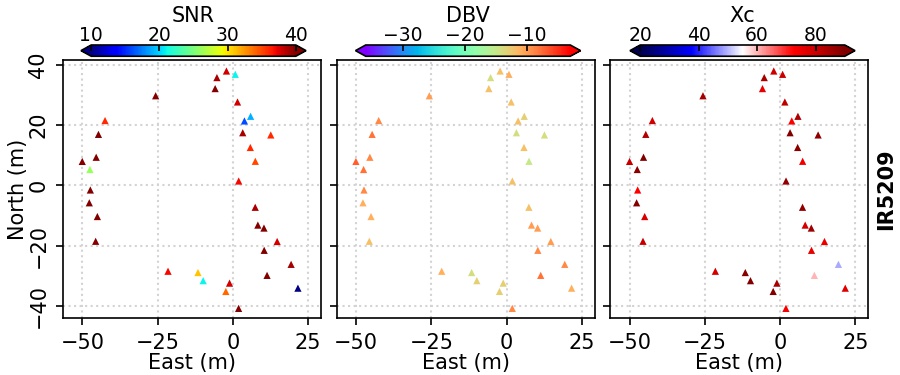 SNR DBV Xc
10 20 30 40 −30 −20 −10 20 40 60 80
40
20
0
−20
−40
North (m)
IR5209
−50 −25 0 25 −50 −25 0 25 −50 −25 0 25
East (m) East (m) East (m)